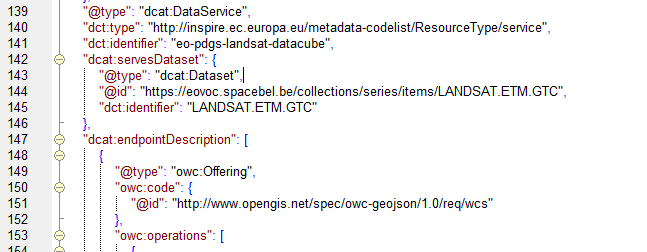 139 "@type": "dcat:DataService",
140 "dct:type": "http://inspire.ec.europa.eu/metadata-codelist/ResourceType/service",
141 "dct:identifier": "eo-pdgs-landsat-datacube",
142 "dcat:servesDataset": {
143 "@type": "dcat:Dataset",
144 "@id": "https://eovoc.spacebel.be/collections/series/items/LANDSAT.ETM.GTC",
145 "dct:identifier": "LANDSAT.ETM.GTC"
146 },
147 "dcat:endpointDescription": [
148 {
149 "@type": "owc:Offering",
150 "owc:code": {
151 "@id": "http://www.opengis.net/spec/owc-geojson/1.0/req/wcs"
152 },
153 "owc:operations": [
154 {